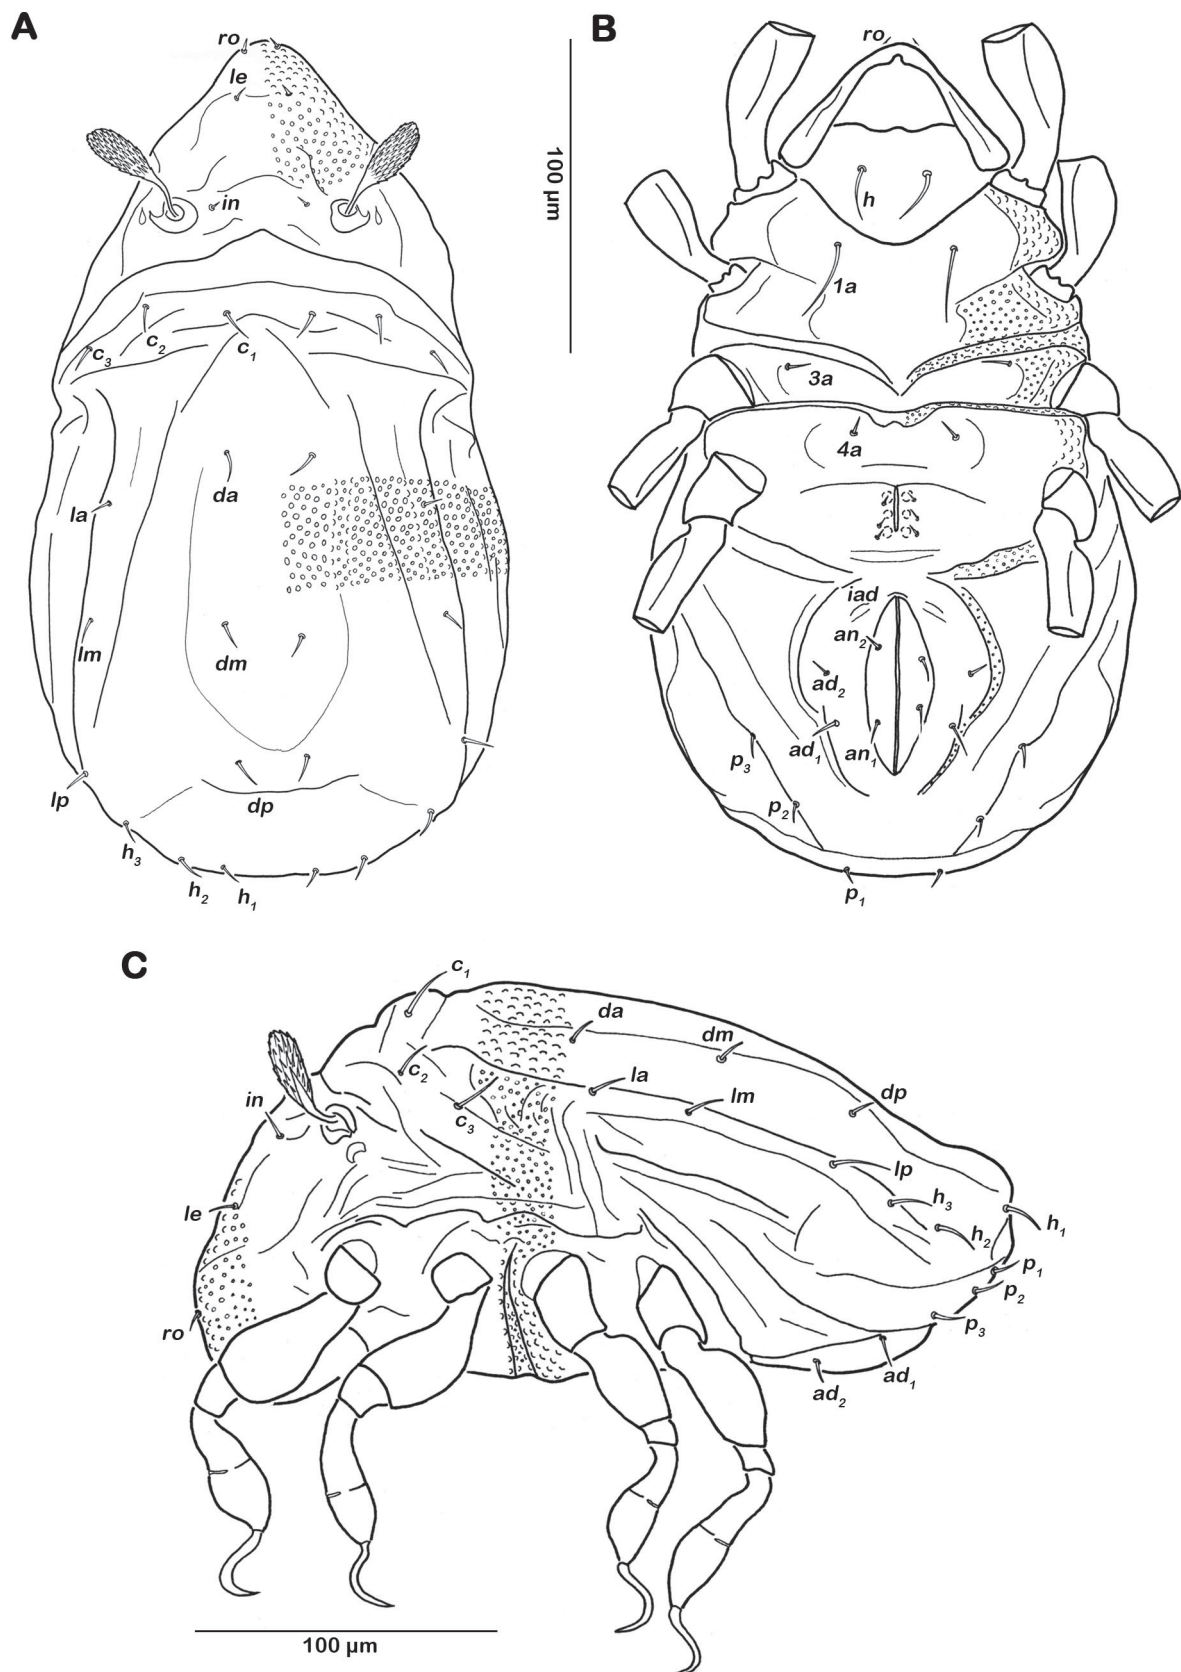 A
ro
le
in
c3
c2
c1
da
la
lm
dm
lp
dp
h3
h2
h1
100 µm
B
ro
h
1a
3a
4a
iad
an2
ad2
ad1
an1
p3
p2
p1
C
c1
da
dm
c2
la
lm
in
c3
dp
lp
le
h3
h2
h1
p1
p2
ro
p3
ad1
ad2
100 µm